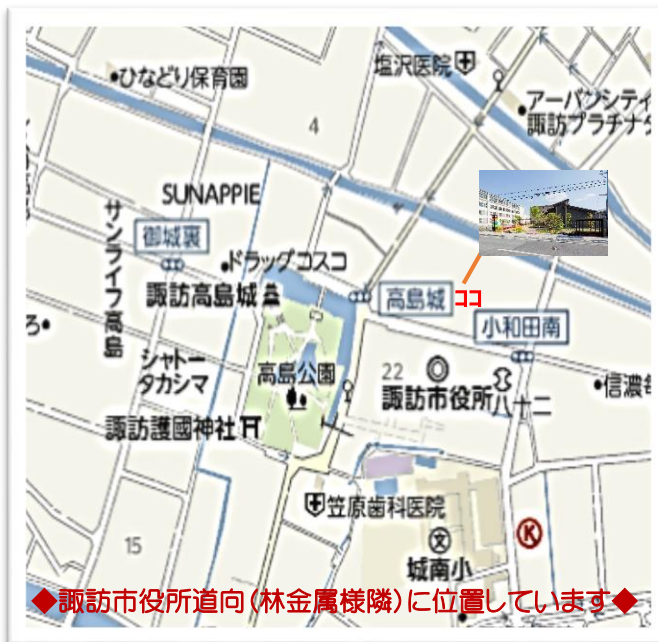 ひなどり保育園
塩沢医院
アーバンシティ
諏訪プラチナタ
4
SUNAPPIE
御城裏
サンライフ高島
ドラッグコスコ
諏訪高島城
高島城 ココ
小和田南
ろ
シャトー
タカシマ
高島公園
22
諏訪市役所
八十二
信濃毎
諏訪護國神社
笠原歯科医院
K
15
文
城南小
◆諏訪市役所道向(林金属様隣)に位置しています◆